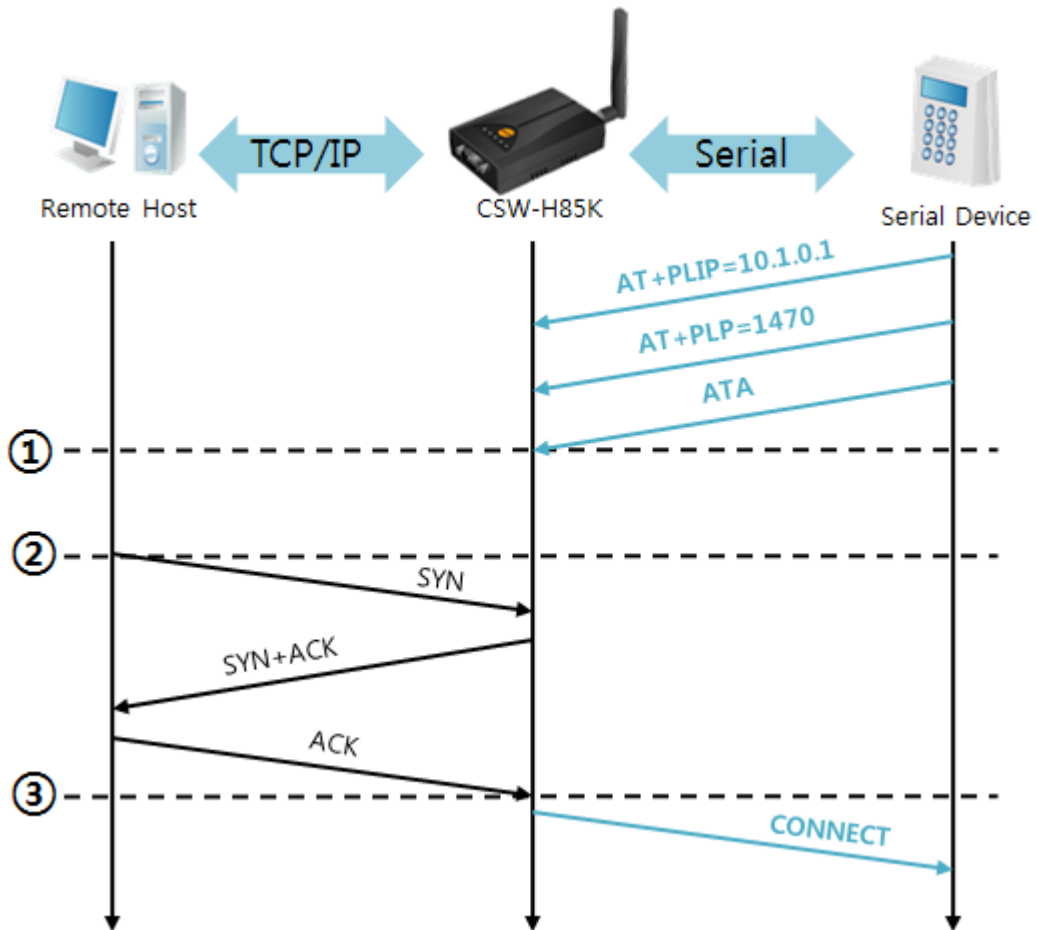 TCP/IP
Serial
Remote Host
CSW-H85K
Serial Device
AT+PLIP=10.1.0.1
AT+PLP=1470
ATA
①
②
SYN
SYN+ACK
ACK
③
CONNECT